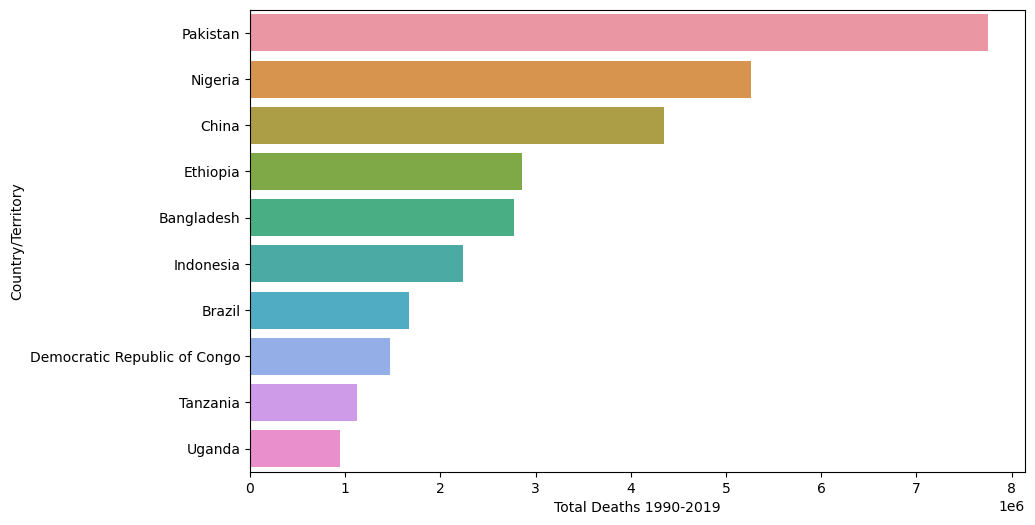 Country/Territory
Pakistan
Nigeria
China
Ethiopia
Bangladesh
Indonesia
Brazil
Democratic Republic of Congo
Tanzania
Uganda
0 1 2 3 4 5 6 7 8
1e6
Total Deaths 1990-2019